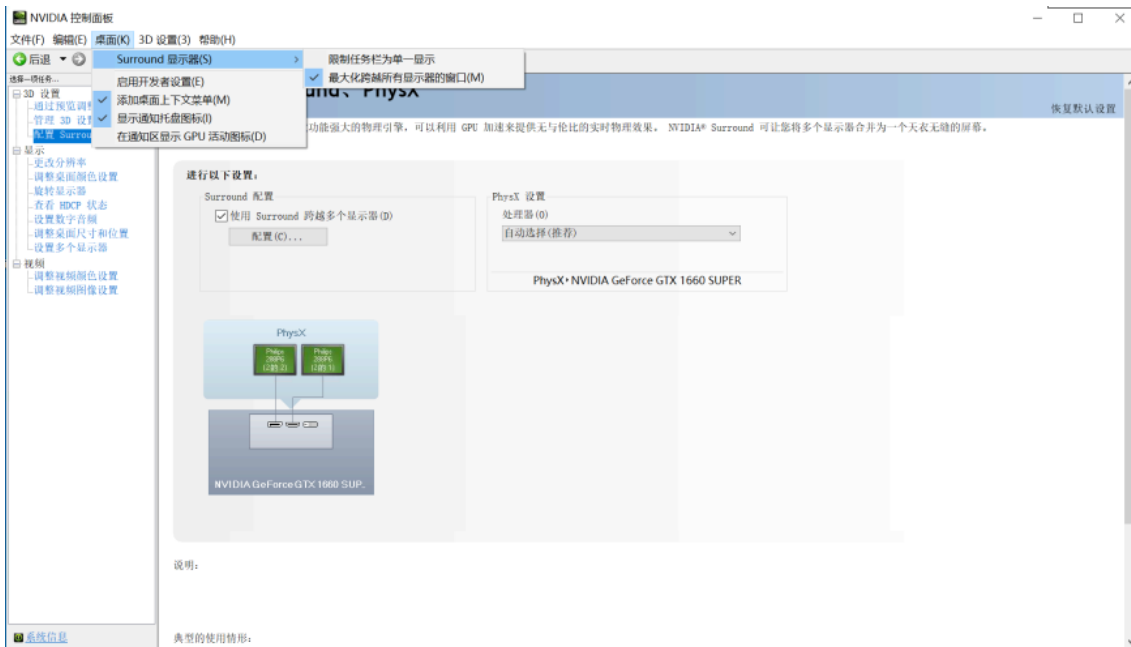 NVIDIA 控制面板
文件(F) 编辑(E) 桌面(K) 3D 设置(3) 帮助(H)
后退
Surround 显示器(S)
启用开发者设置(E)
添加桌面上下文菜单(M)
显示通知托盘图标(I)
在通知区显示 GPU 活动图标(D)
限制任务栏为单一显示
最大化跨越所有显示器的窗口(M)
选择一项任务...
3D 设置
通过预览调整
管理 3D 设
配置 Surrou
显示
更改分辨率
调整桌面颜色设置
旋转显示器
查看 HDCP 状态
设置数字音频
调整桌面尺寸和位置
设置多个显示器
视频
调整视频颜色设置
调整视频图像设置
系统信息
und、PhysX
恢复默认设置
功能强大的物理引擎，可以利用 GPU 加速来提供无与伦比的实时物理效果。 NVIDIA® Surround 可让您将多个显示器合并为一个天衣无缝的屏幕。
进行以下设置：
Surround 配置
使用 Surround 跨越多个显示器(D)
配置(C)...
PhysX 设置
处理器(O)
自动选择(推荐)
PhysX‣NVIDIA GeForce GTX 1660 SUPER
PhysX
Philips
(2的 2)
Philips
(2的 1)
NVIDIA GeForce GTX 1660 SUP..
说明：
典型的使用情形：